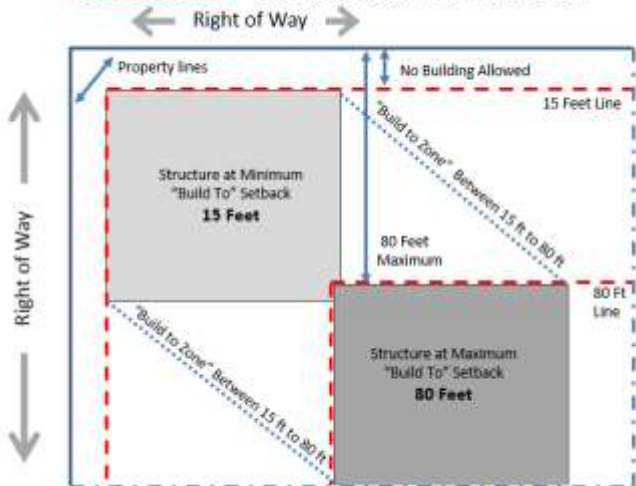 Right of Way
Property lines
No Building Allowed
15 Feet Line
Right of Way
Structure at Minimum
"Build To" Setback
15 Feet
"Build to Zone" Between 15 ft to 80 ft
80 Feet
Maximum
80 Ft
Line
"Build to Zone" Between 15 ft to 80 ft
Structure at Maximum
"Build To" Setback
80 Feet